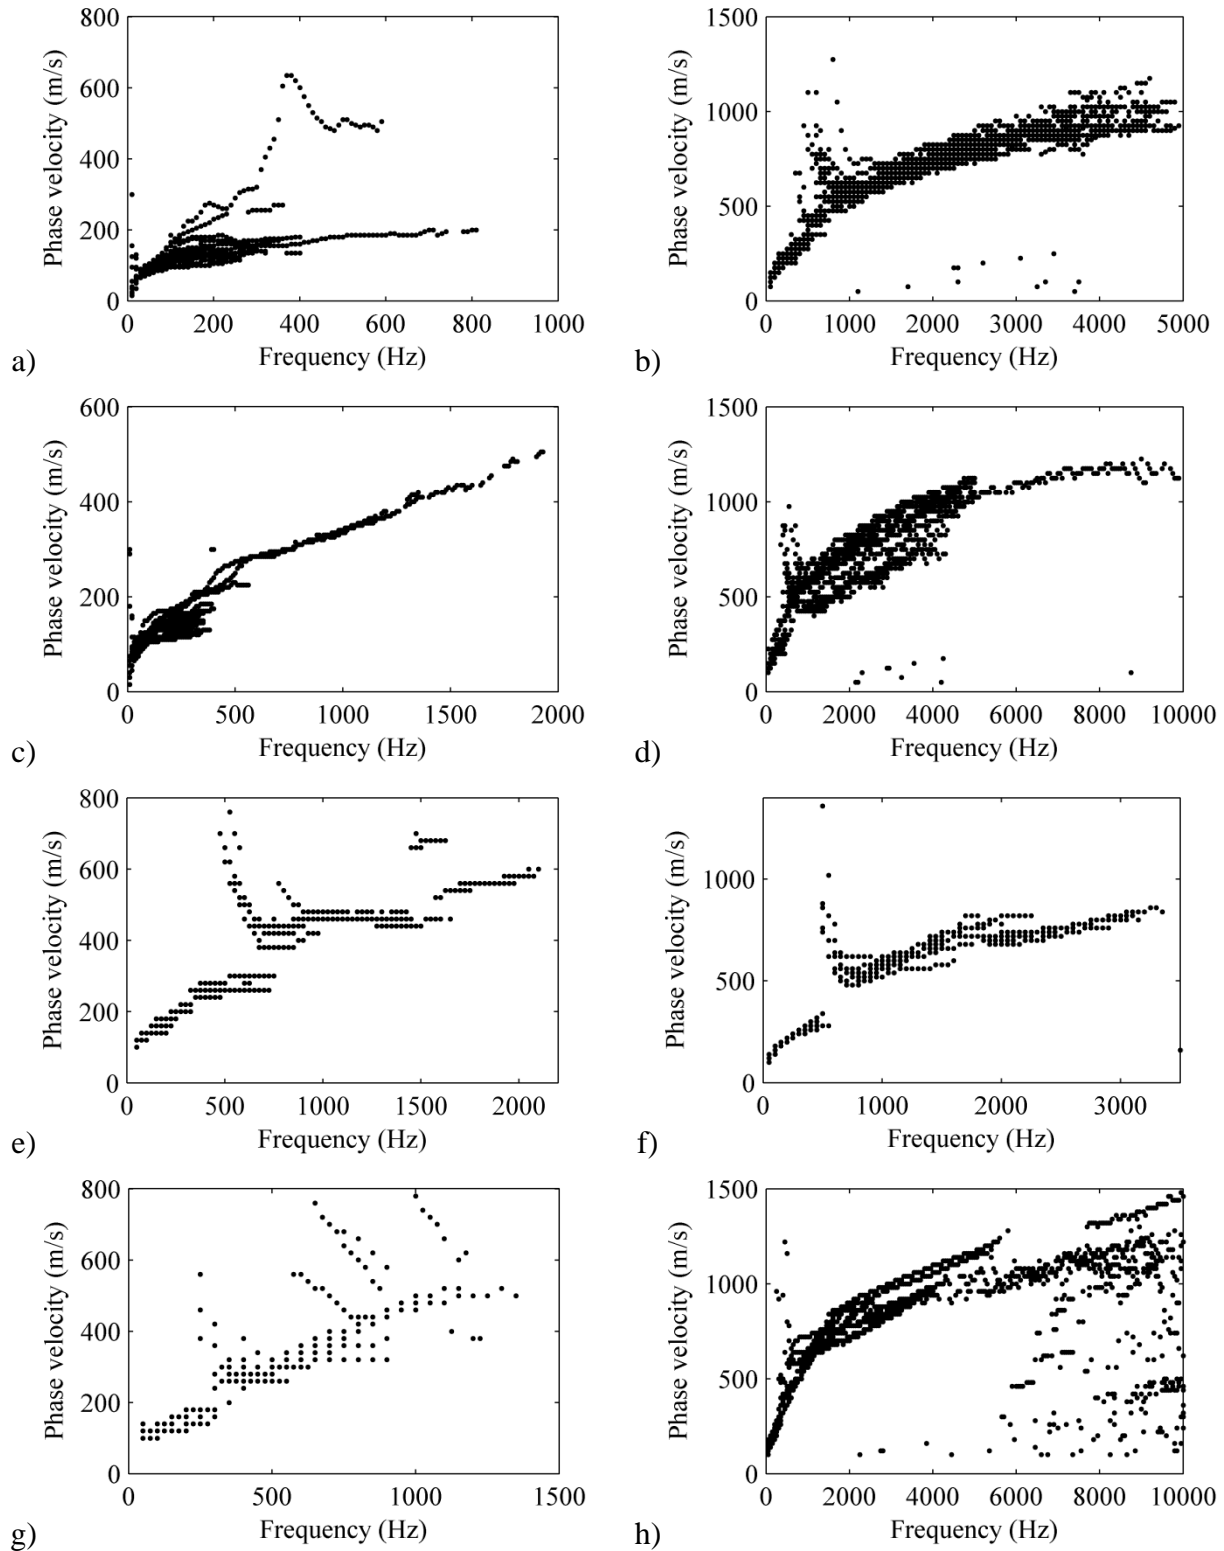 800
600
400
200
0
Phase velocity (m/s)
0 200 400 600 800 1000
Frequency (Hz)
a)
1500
1000
500
0
Phase velocity (m/s)
0 1000 2000 3000 4000 5000
Frequency (Hz)
b)
600
400
200
0
Phase velocity (m/s)
0 500 1000 1500 2000
Frequency (Hz)
c)
1500
1000
500
0
Phase velocity (m/s)
0 2000 4000 6000 8000 10000
Frequency (Hz)
d)
800
600
400
200
0
Phase velocity (m/s)
0 500 1000 1500 2000
Frequency (Hz)
e)
1000
500
0
Phase velocity (m/s)
0 1000 2000 3000
Frequency (Hz)
f)
800
600
400
200
0
Phase velocity (m/s)
0 500 1000 1500
Frequency (Hz)
g)
1500
1000
500
0
Phase velocity (m/s)
0 2000 4000 6000 8000 10000
Frequency (Hz)
h)